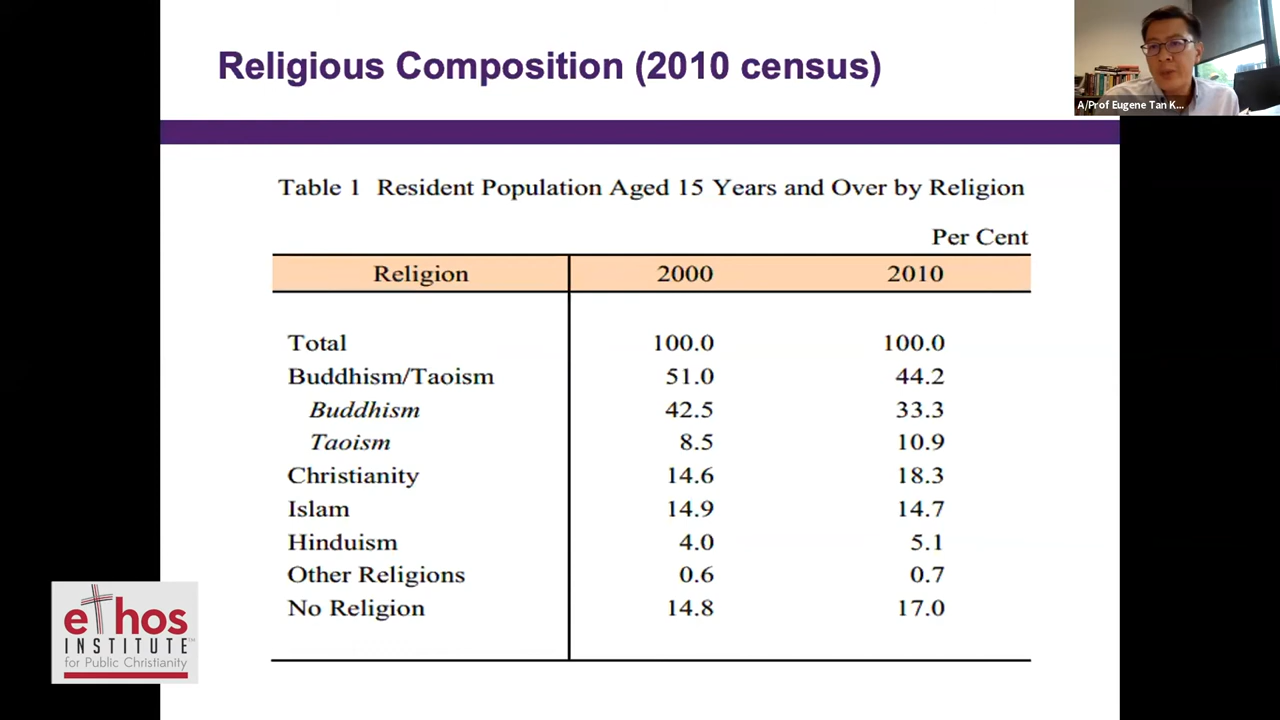 Religious Composition (2010 census)
A/Prof Eugene Tan K...
Table 1 Resident Population Aged 15 Years and Over by Religion
Per Cent
Religion 2000 2010
Total 100.0 100.0
Buddhism/Taoism 51.0 44.2
Buddhism 42.5 33.3
Taoism 8.5 10.9
Christianity 14.6 18.3
Islam 14.9 14.7
Hinduism 4.0 5.1
Other Religions 0.6 0.7
No Religion 14.8 17.0
ethos
INSTITUTE™
for Public Christianity